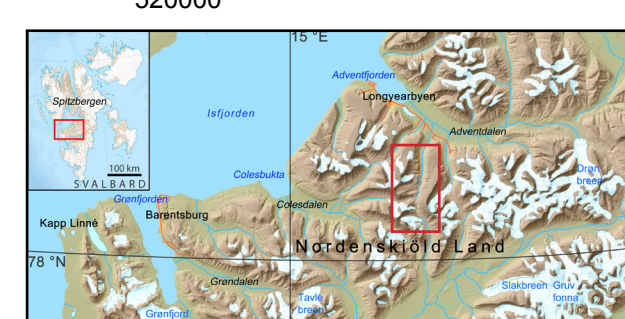 520000
15 °E
Adventfjorden
Longyearbyen
Spitzbergen
Isfjorden
Adventdalen
100 km
SVALBARD
Colesbukta
Drøn
breen
Grønfjorden
Colesdalen
Barentsburg
Kapp Linné
Nordenskiöld Land
78 °N
Grøndalen
Slakbreen
Gruv
fonna
Tavle
breen
Grønfjord